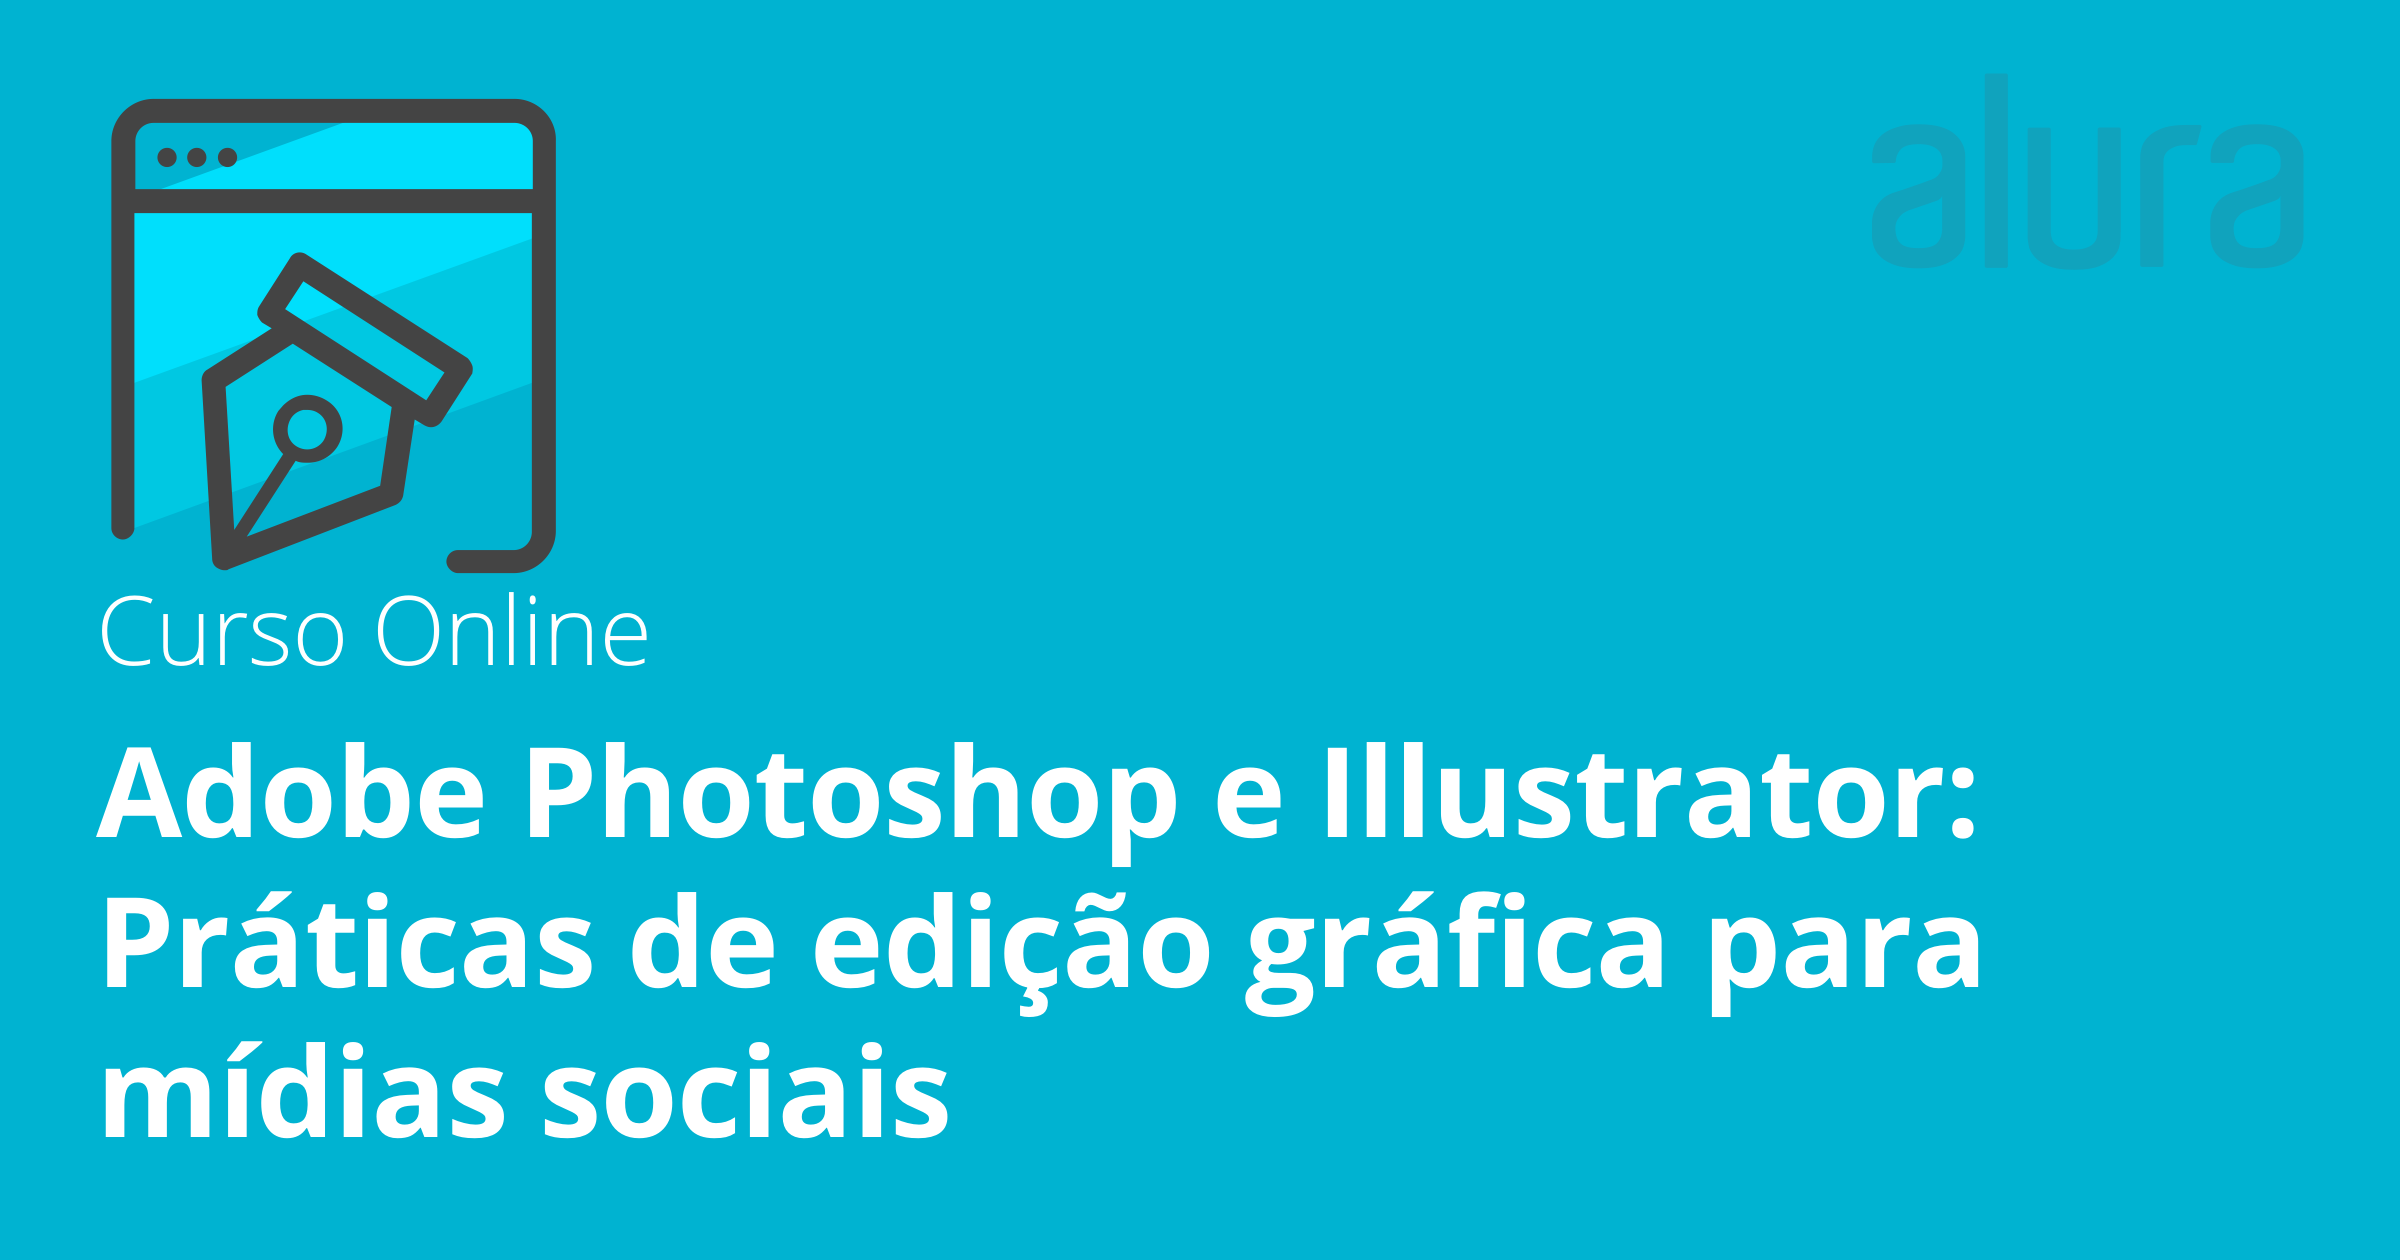 alura
Curso Online
Adobe Photoshop e Illustrator:
Práticas de edição gráfica para
mídias sociais